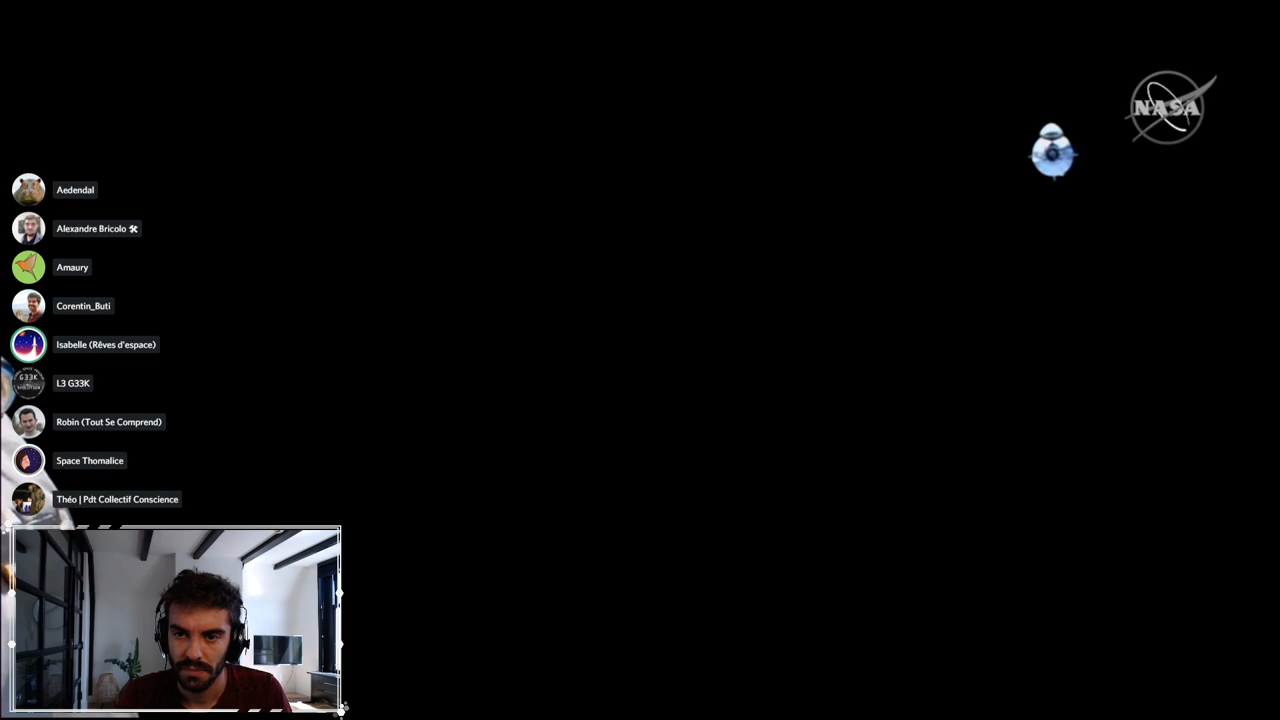 NASA
Aedendal
Alexandre Bricolo 🛠
Amaury
Corentin_Buti
Isabelle (Rêves d'espace)
G33K
L3 G33K
Robin (Tout Se Comprend)
Space Thomalice
Théo | Pdt Collectif Conscience